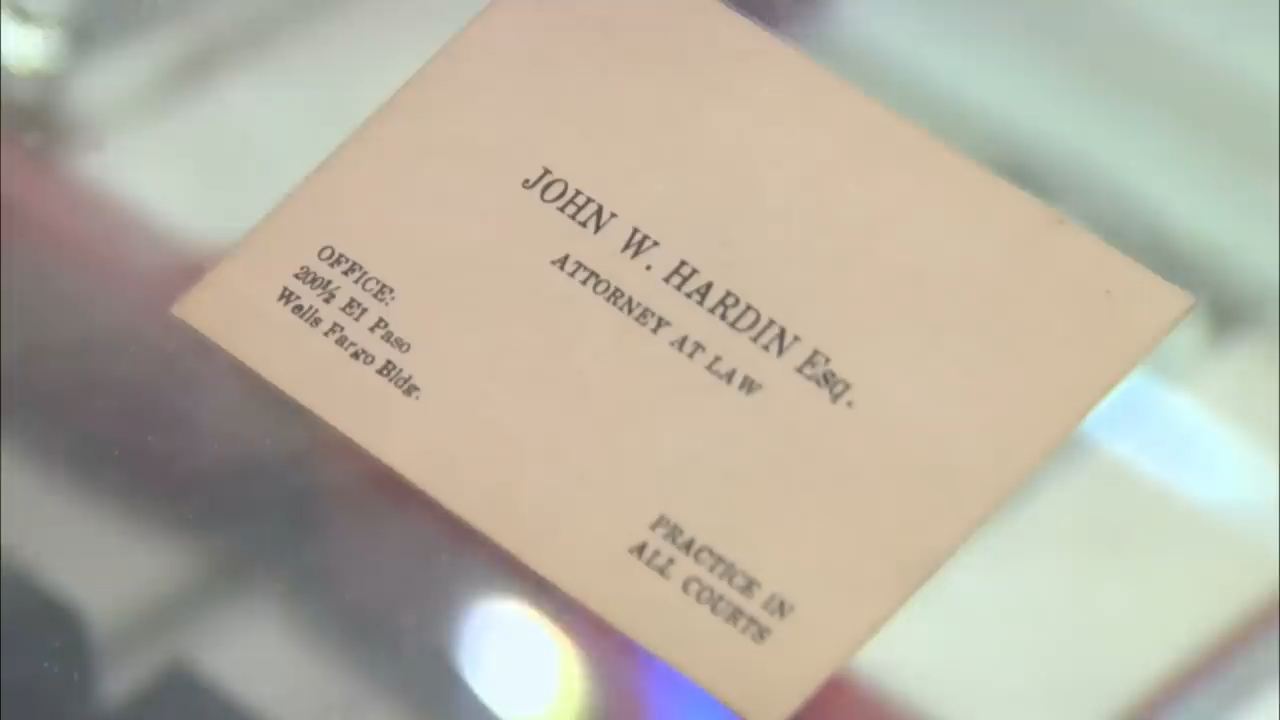 JOHN W. HARDIN Esq.
ATTORNEY AT LAW
OFFICE:
200½ El Paso
Wells Fargo Bldg.
PRACTICE IN
ALL COURTS